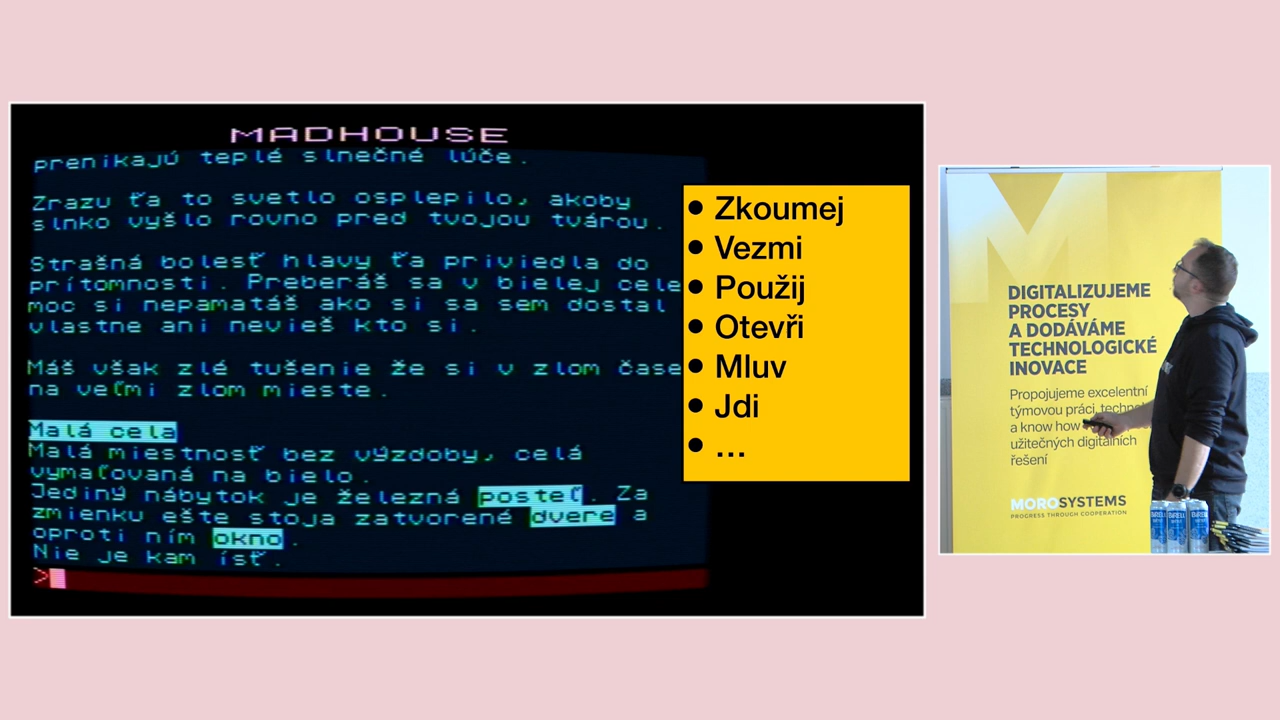 MADHOUSE
prenikajú teplé slnečné lúče.
Zrazu ťa to svetlo osplepilo, akoby
slnko vyšlo rovno pred tvojou tvárou.
Strašná bolesť hlavy ťa priviedla do
prítomnosti. Preberáš sa v bielej cele
moc si nepamatáš ako si sa sem dostal
vlastne ani nevieš kto si.
Máš však zlé tušenie že si v zlom čase
na veľmi zlom mieste.
Malá cela
Malá miestnosť bez výzdoby, celá
vymaľovaná na bielo.
Jediný nábytok je železná posteľ. Za
zmienku ešte stoja zatvorené dvere a
oproti ním okno.
Nie je kam ísť.
>
• Zkoumej
• Vezmi
• Použij
• Otevři
• Mluv
• Jdi
• ...
DIGITALIZUJEME
PROCESY
A DODÁVÁME
TECHNOLOGICKÉ
INOVACE
Propojujeme excelentní
týmovou práci,
a know how
užitečných digitálních
řešení
MOROSYSTEMS
PROGRESS THROUGH COOPERATION